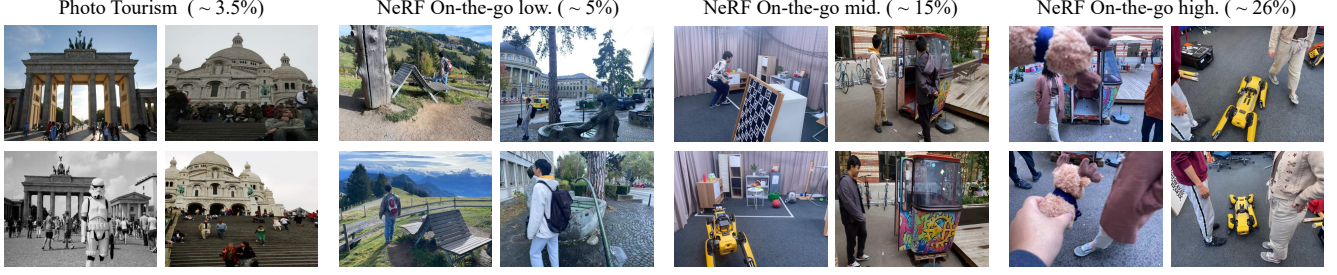 Photo Tourism ( ~ 3.5%)
NeRF On-the-go low. ( ~ 5%)
NeRF On-the-go mid. ( ~ 15%)
NeRF On-the-go high. ( ~ 26%)